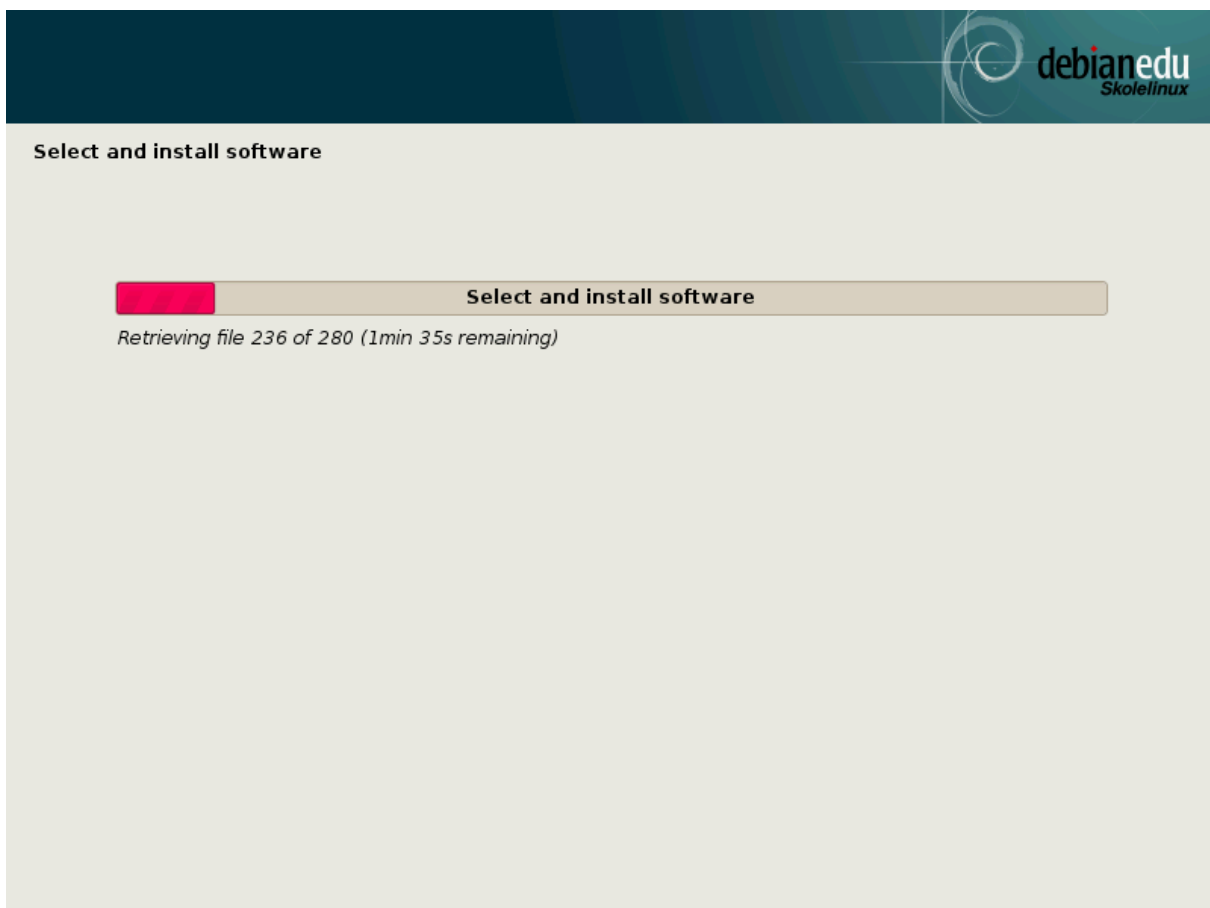 debianedu
Skolelinux
Select and install software
Select and install software
Retrieving file 236 of 280 (1min 35s remaining)